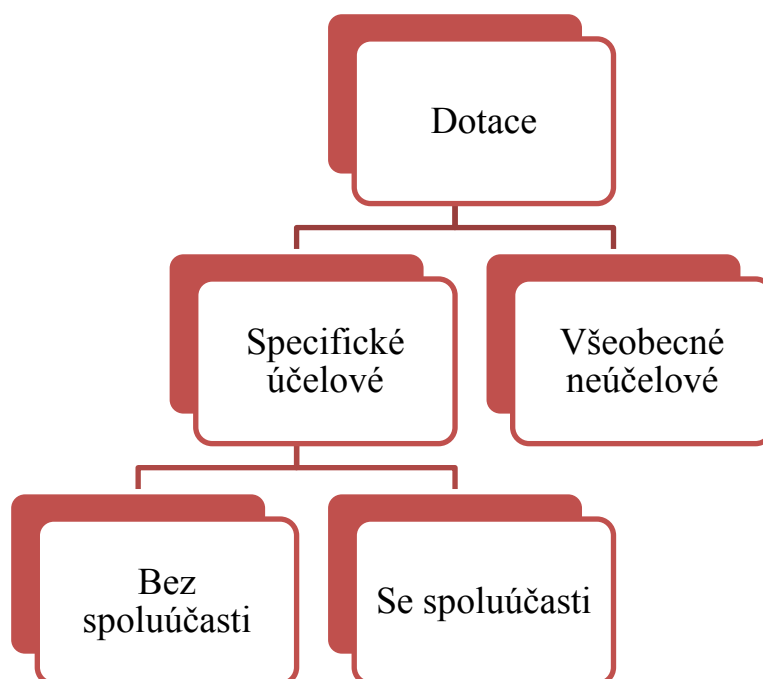 Dotace
Specifické
účelové
Všeobecné
neúčelové
Bez
spoluúčasti
Se spoluúčasti